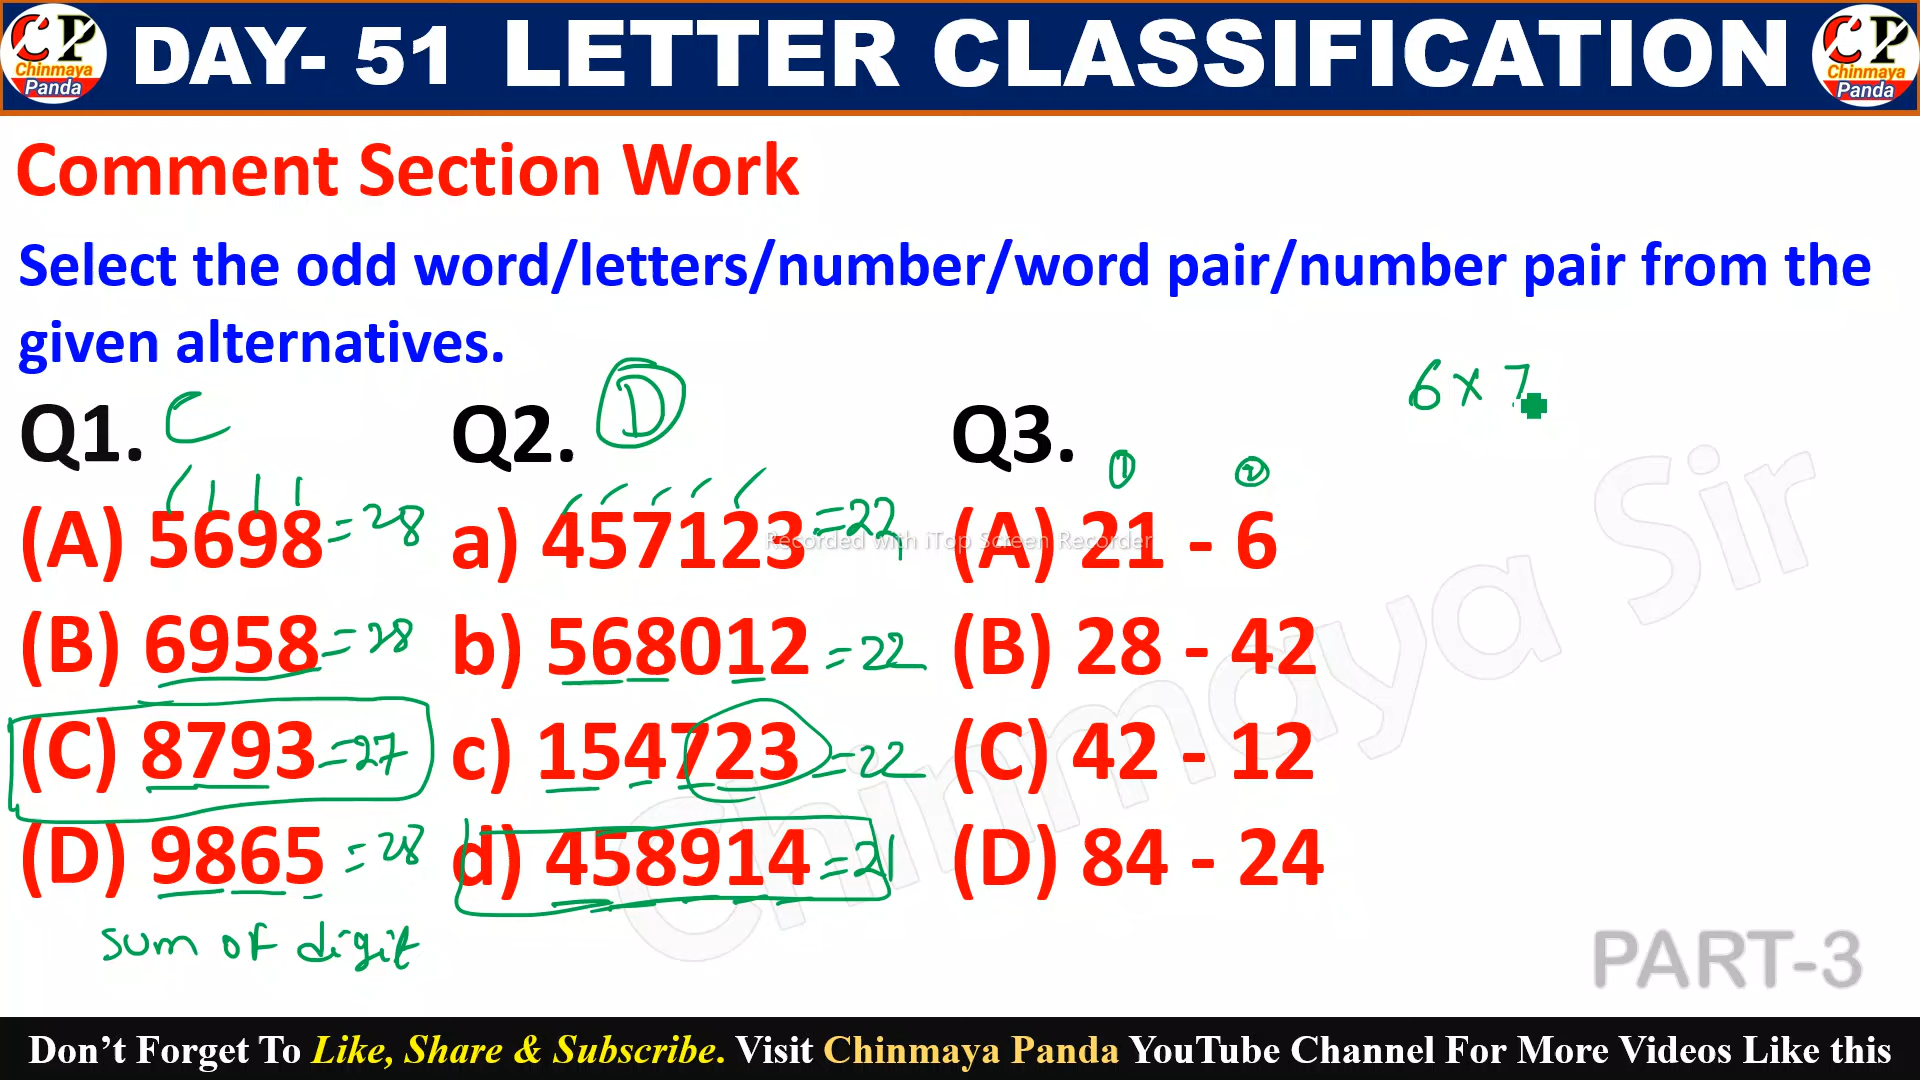 CP Chinmaya Panda DAY- 51 LETTER CLASSIFICATION CP Chinmaya Panda
Comment Section Work
Select the odd word/letters/number/word pair/number pair from the
given alternatives.
6 × 7
Q1. C Q2. D Q3.
1 2
(A) 5698 = 28 a) 457123 = 22 (A) 21 - 6
Recorded with iTop Screen Recorder
(B) 6958 = 28 b) 568012 = 22 (B) 28 - 42
(C) 8793 = 27 c) 154723 = 22 (C) 42 - 12
(D) 9865 = 28 d) 458914 = 21 (D) 84 - 24
sum of digit
Chinmaya Sir
PART-3
Don’t Forget To Like, Share & Subscribe. Visit Chinmaya Panda YouTube Channel For More Videos Like this